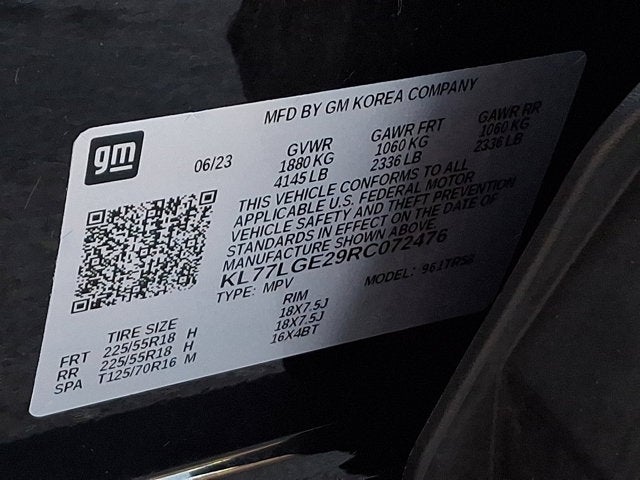 MFD BY GM KOREA COMPANY
gm
06/23 GVWR GAWR FRT GAWR RR
1880 KG 1060 KG 1060 KG
4145 LB 2336 LB 2336 LB
THIS VEHICLE CONFORMS TO ALL
APPLICABLE U.S. FEDERAL MOTOR
VEHICLE SAFETY AND THEFT PREVENTION
STANDARDS IN EFFECT ON THE DATE OF
MANUFACTURE SHOWN ABOVE.
KL77LGE29RC072476
TYPE: MPV MODEL: 961TR58
TIRE SIZE RIM
FRT 225/55R18 H 18X7.5J
RR 225/55R18 H 18X7.5J
SPA T125/70R16 M 16X4BT